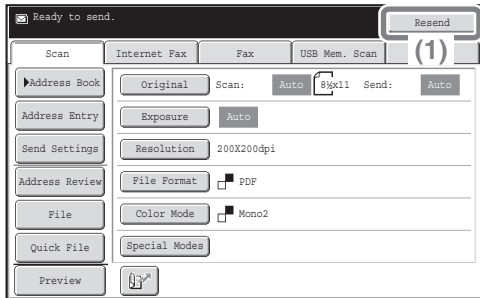 Ready to send.
Resend
(1)
Scan Internet Fax Fax USB Mem. Scan
Address Book Original Scan: Auto 8½x11 Send: Auto
Address Entry Exposure Auto
Send Settings Resolution 200X200dpi
Address Review File Format PDF
File Color Mode Mono2
Quick File Special Modes
Preview